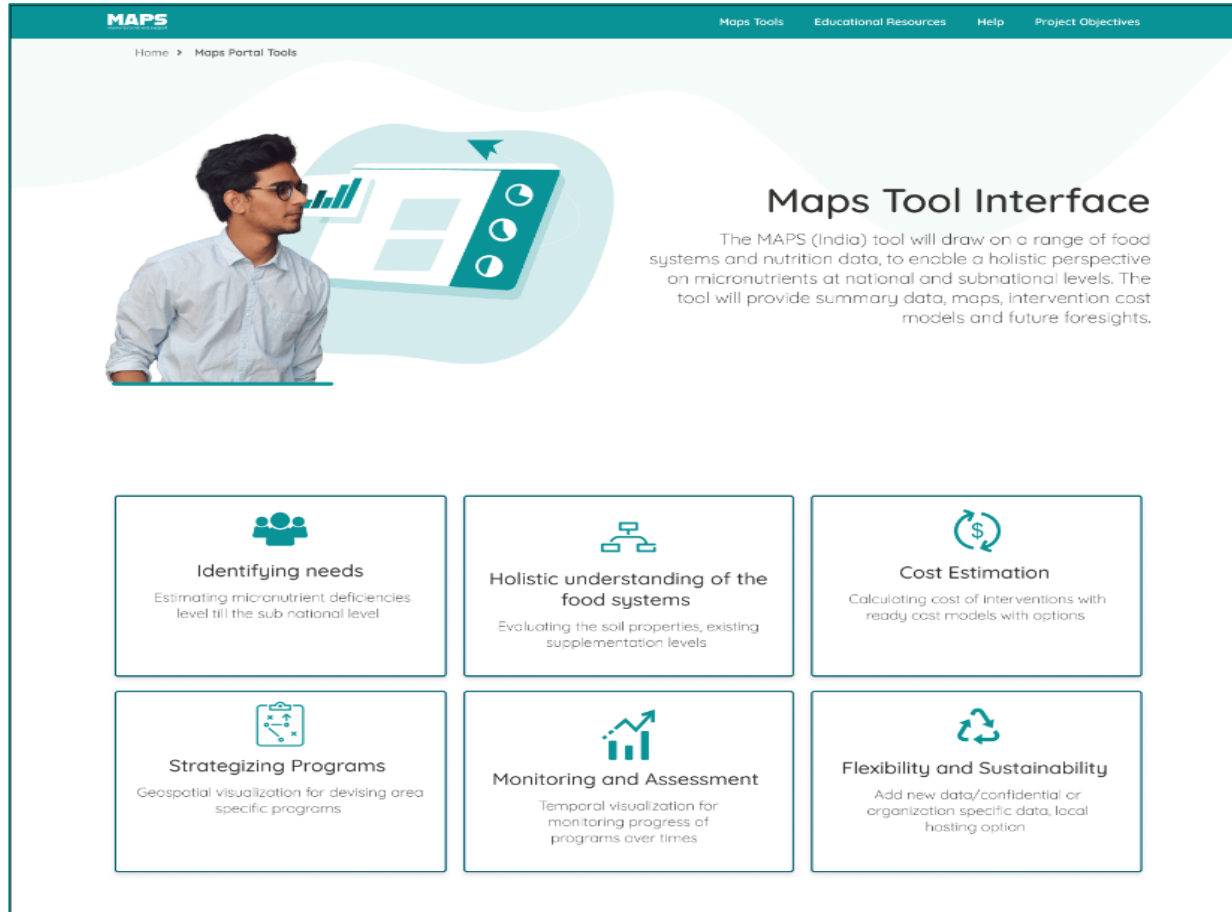 MAPS
Maps Tools
Educational Resources
Help
Project Objectives
Home > Maps Portal Tools
Maps Tool Interface
The MAPS (India) tool will draw on a range of food
systems and nutrition data, to enable a holistic perspective
on micronutrients at national and subnational levels. The
tool will provide summary data, maps, intervention cost
models and future foresights.
Identifying needs
Estimating micronutrient deficiencies
level till the sub national level
Holistic understanding of the
food systems
Evaluating the soil properties, existing
supplementation levels
Cost Estimation
Calculating cost of interventions with
ready cost models with options
Strategizing Programs
Geospatial visualization for devising area
specific programs
Monitoring and Assessment
Temporal visualization for
monitoring progress of
programs over times
Flexibility and Sustainability
Add new data/confidential or
organization specific data, local
hosting option